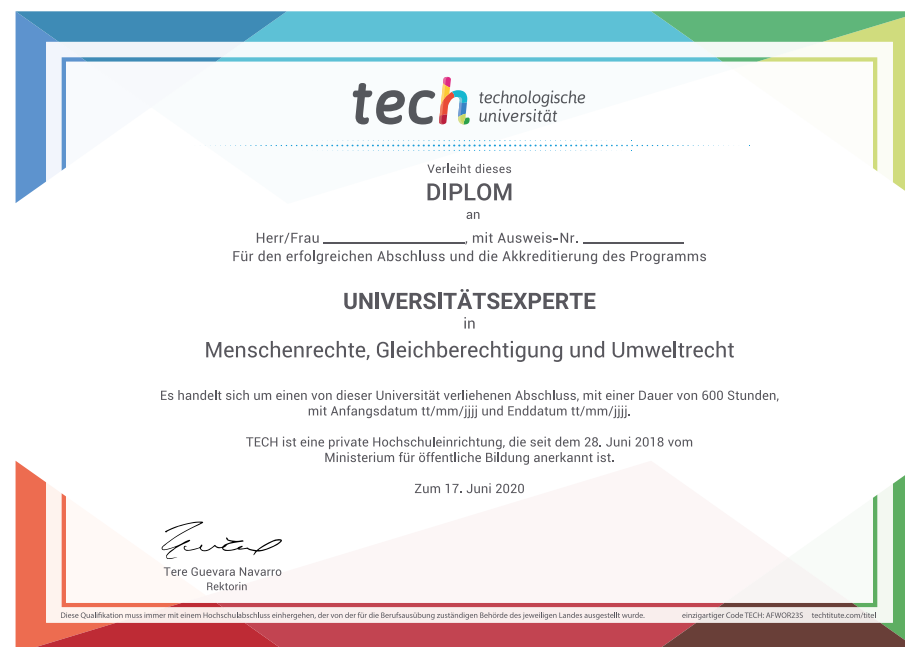 tech technologische
universität
Verleiht dieses
DIPLOM
an
Herr/Frau ____________, mit Ausweis-Nr. ____________
Für den erfolgreichen Abschluss und die Akkreditierung des Programms
UNIVERSITÄTSEXPERTE
in
Menschenrechte, Gleichberechtigung und Umweltrecht
Es handelt sich um einen von dieser Universität verliehenen Abschluss, mit einer Dauer von 600 Stunden,
mit Anfangsdatum tt/mm/jjjj und Enddatum tt/mm/jjjj.
TECH ist eine private Hochschuleinrichtung, die seit dem 28. Juni 2018 vom
Ministerium für öffentliche Bildung anerkannt ist.
Zum 17. Juni 2020
Tere Guevara Navarro
Rektorin
Diese Qualifikation muss immer mit einem Hochschulabschluss einhergehen, der von der für die Berufsausübung zuständigen Behörde des jeweiligen Landes ausgestellt wurde. einzigartiger Code TECH: AFWOR23S techtitute.com/titel